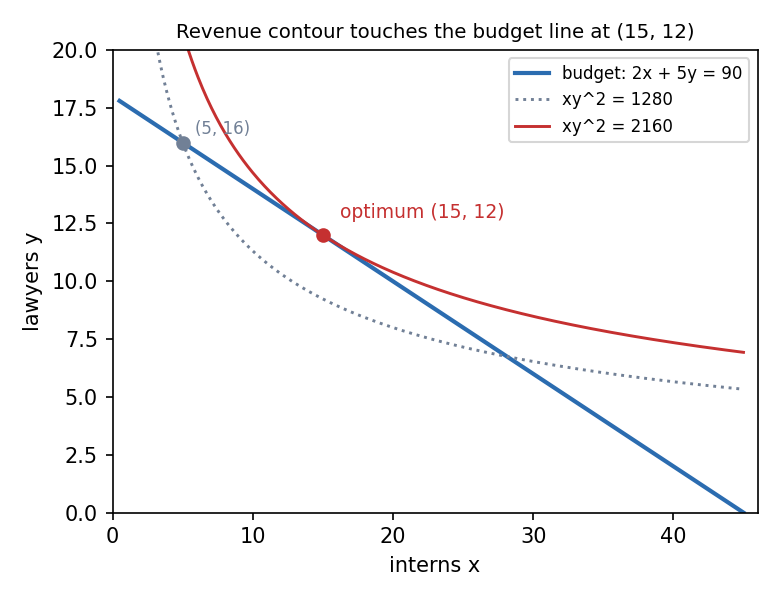 Revenue contour touches the budget line at (15, 12)
budget: 2x + 5y = 90
xy^2 = 1280
xy^2 = 2160
20.0
17.5
15.0
12.5
10.0
7.5
5.0
2.5
0.0
lawyers y
(5, 16)
optimum (15, 12)
0
10
20
30
40
interns x